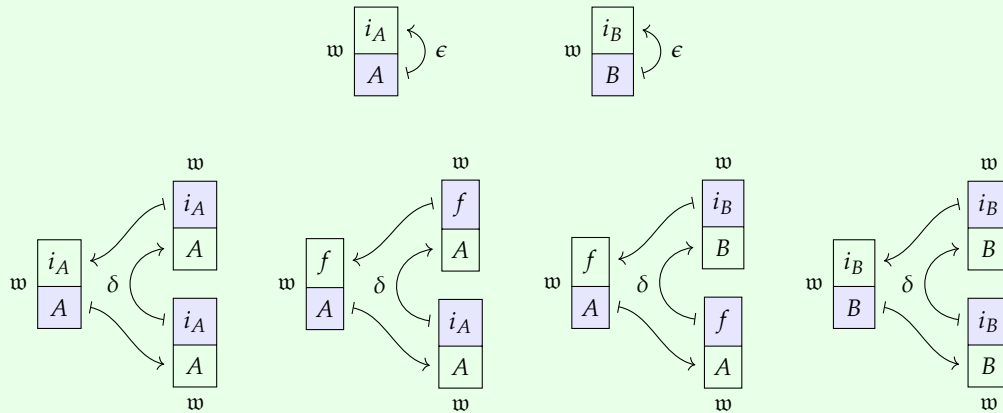 𝔴 i_A A ϵ 𝔴 i_B B ϵ
𝔴 𝔴 𝔴 𝔴
i_A f i_B i_B
A A B B
𝔴 i_A A δ 𝔴 f A δ 𝔴 f A δ 𝔴 i_B B δ
i_A i_A f i_B
A A A B
𝔴 𝔴 𝔴 𝔴